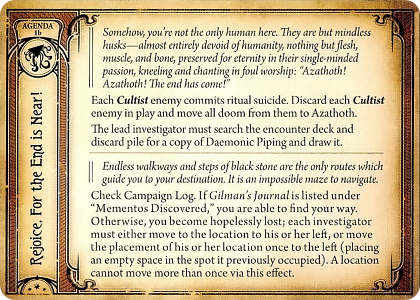 AGENDA
1b
Rejoice, For the End is Near!
Somehow, you're not the only human here. They are but mindless
husks—almost entirely devoid of humanity, nothing but flesh,
muscle, and bone, preserved for eternity in their single-minded
passion, kneeling and chanting in foul worship: "Azathoth!
Azathoth! The end has come!"
Each Cultist enemy commits ritual suicide. Discard each Cultist
enemy in play and move all doom from them to Azathoth.
The lead investigator must search the encounter deck and
discard pile for a copy of Daemonic Piping and draw it.
Endless walkways and steps of black stone are the only routes which
guide you to your destination. It is an impossible maze to navigate.
Check Campaign Log. If Gilman's Journal is listed under
"Mementos Discovered," you are able to find your way.
Otherwise, you become hopelessly lost; each investigator
must either move to the location to his or her left, or move
the placement of his or her location once to the left (placing
an empty space in the spot it previously occupied). A location
cannot move more than once via this effect.